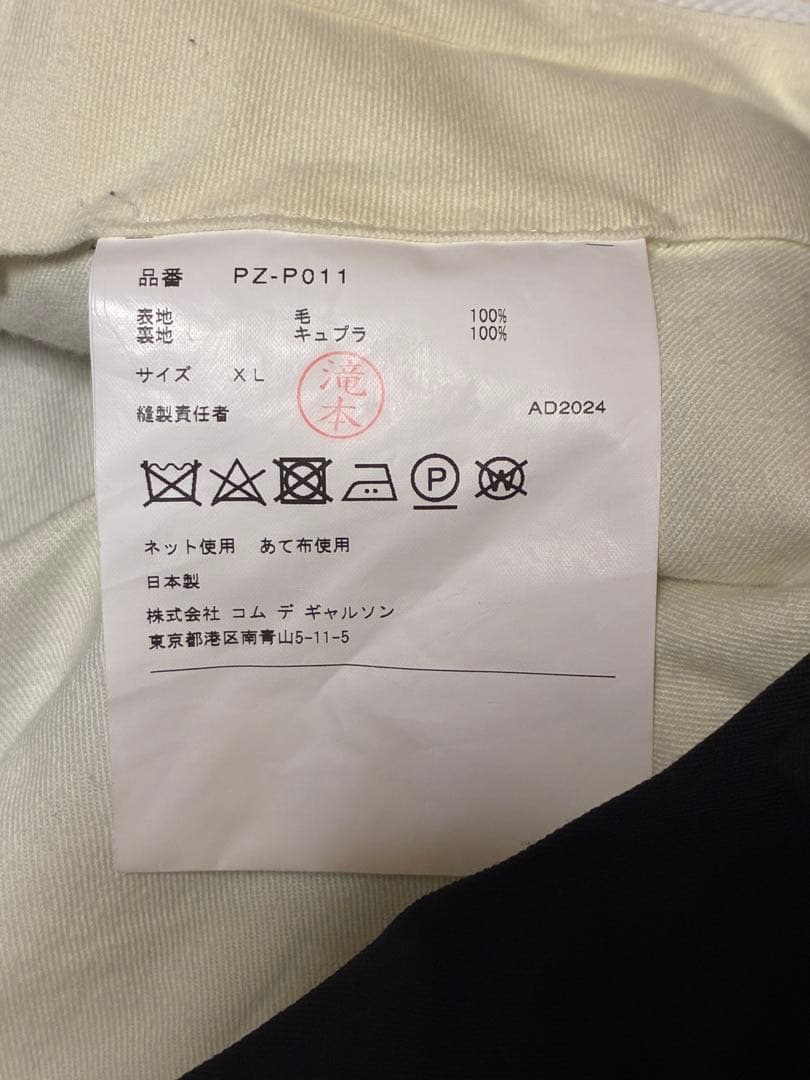 品番 PZ-P011
表地 毛 100%
裏地 キュプラ 100%
サイズ XL
滝本
縫製責任者 AD2024
P W
ネット使用 あて布使用
日本製
株式会社 コム デ ギャルソン
東京都港区南青山5-11-5